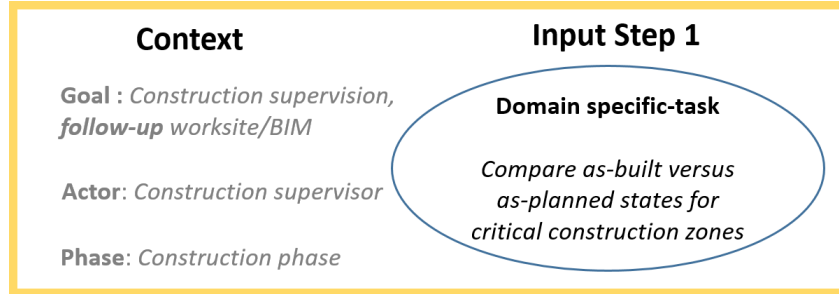 Context
Goal : Construction supervision,
follow-up worksite/BIM
Actor: Construction supervisor
Phase: Construction phase
Input Step 1
Domain specific-task
Compare as-built versus
as-planned states for
critical construction zones